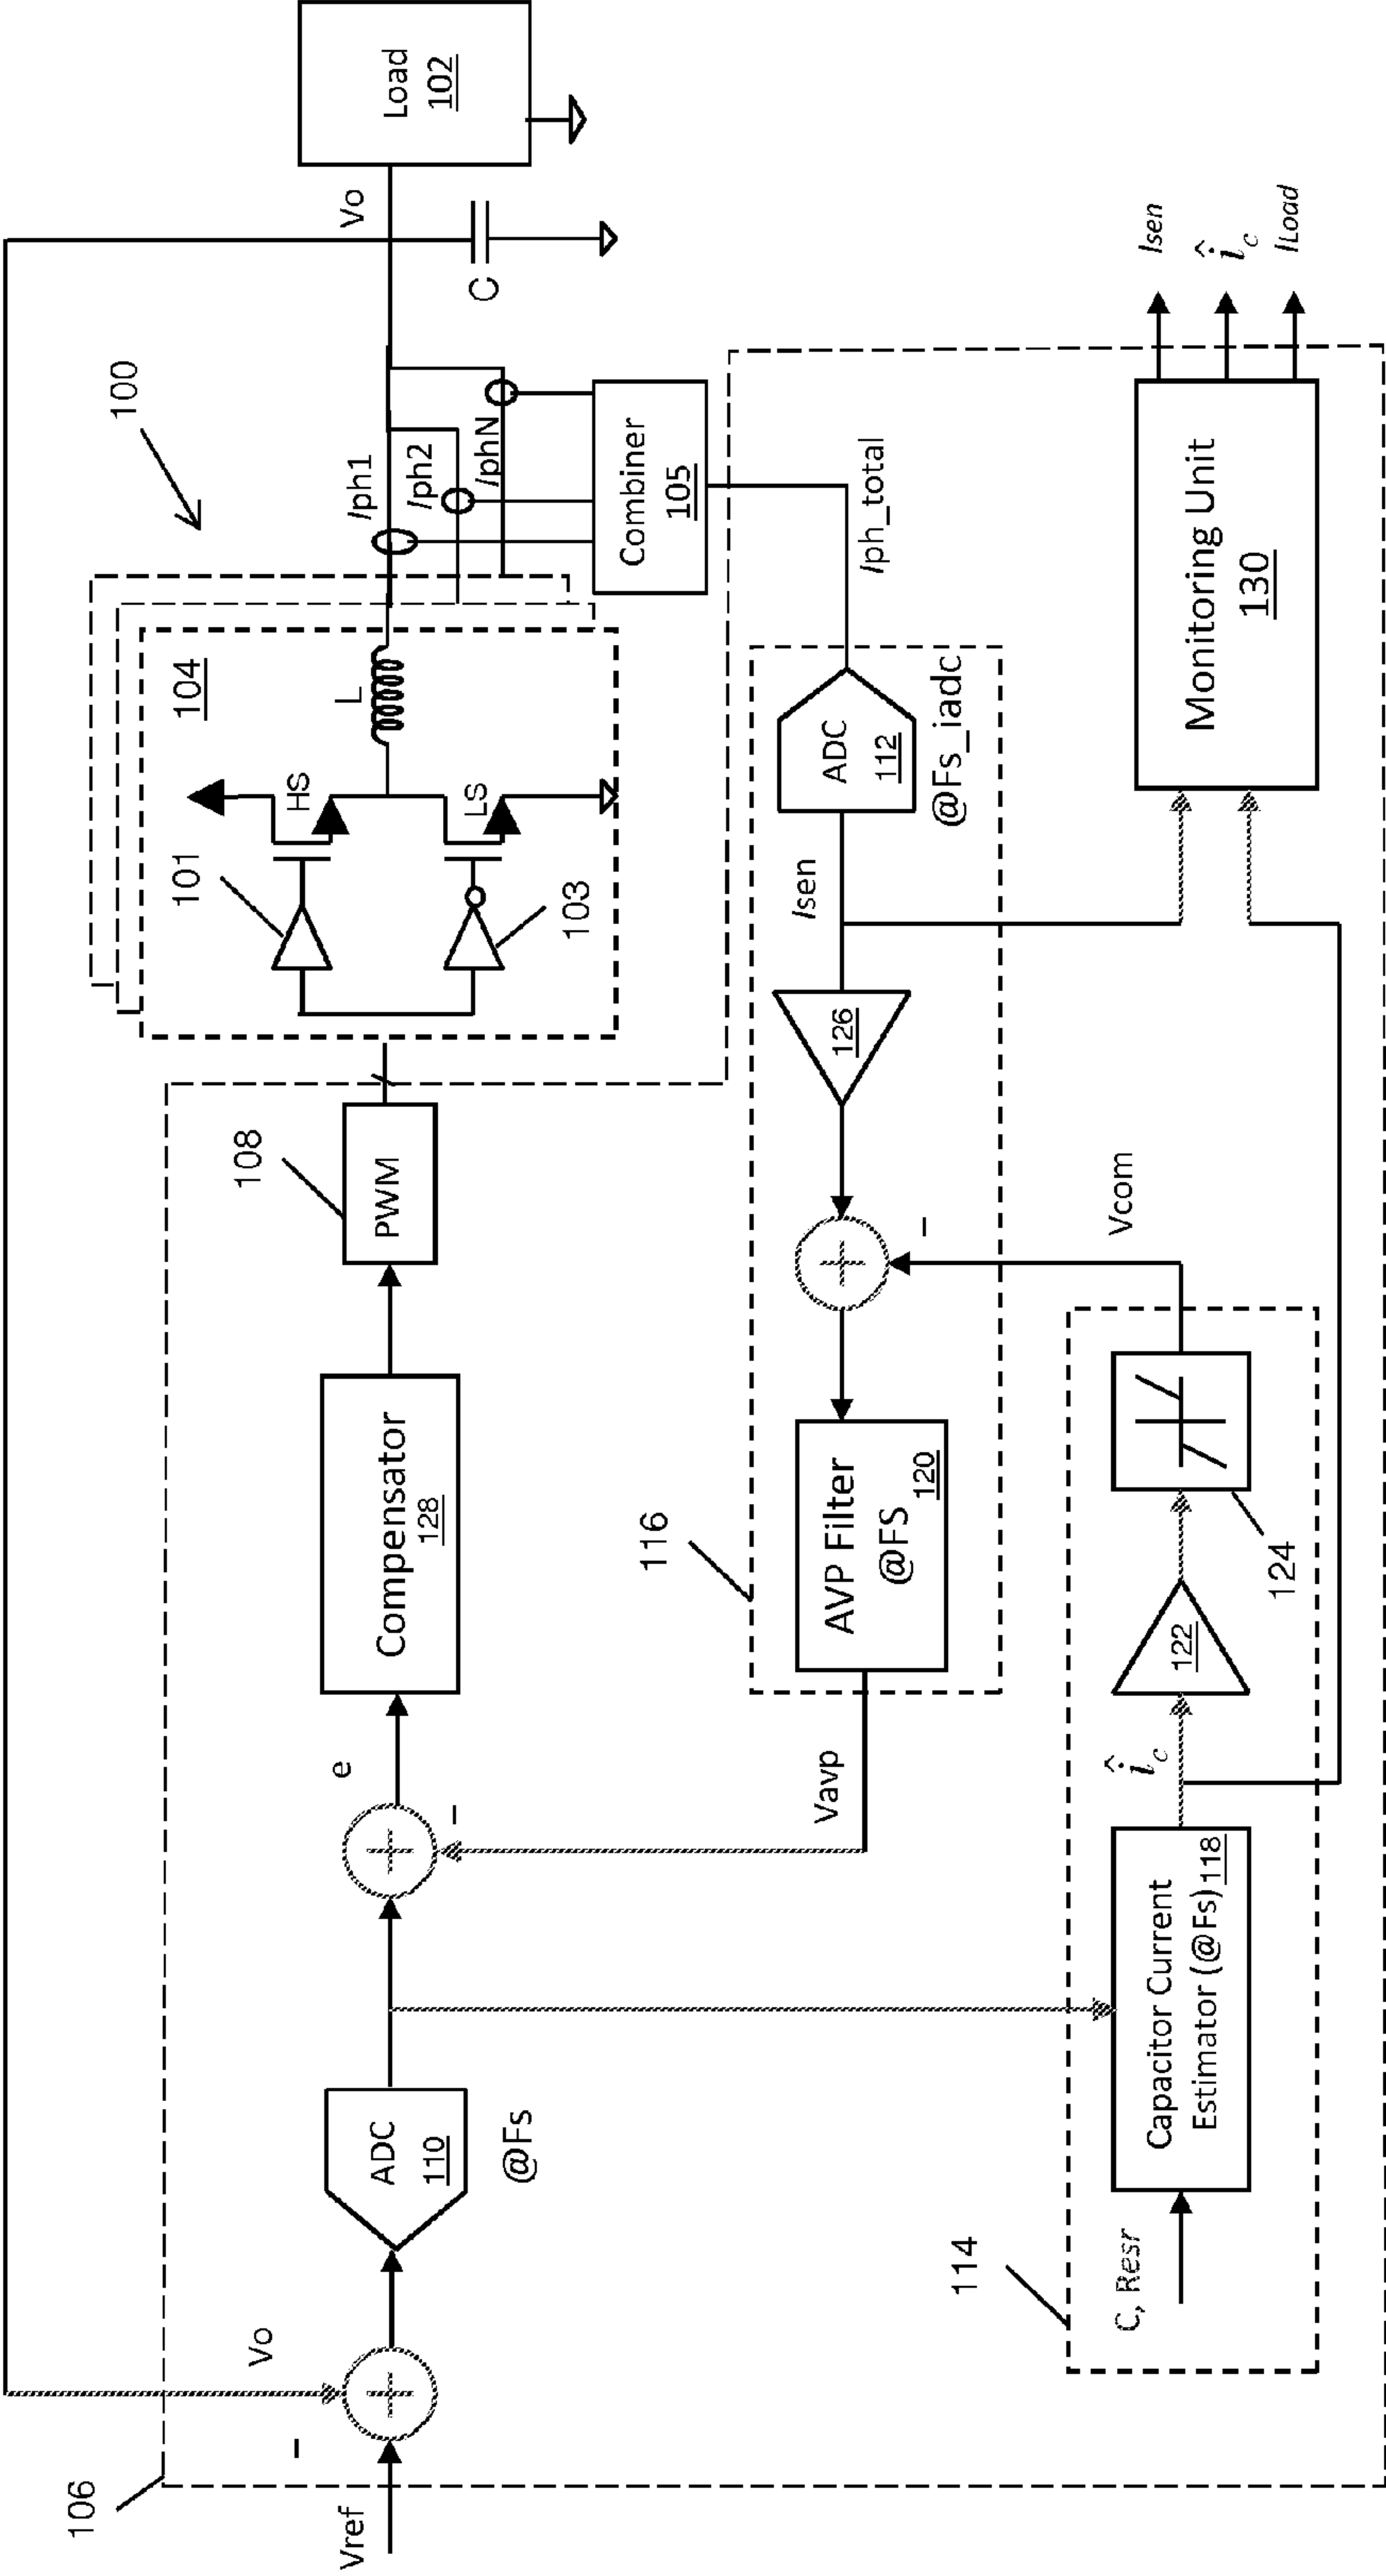 100
Vo
Load
102
C
Iph1
Iph2
IphN
Combiner
105
104
L
HS
LS
101
103
106
Vref
Vo
−
ADC
110
@Fs
e
−
Compensator
128
108
PWM
116
Vavp
AVP Filter
@FS
120
−
126
Isen
ADC
112
@Fs_iadc
Iph_total
114
C, Resr
Capacitor Current
Estimator (@Fs)118
îc
122
124
Vcom
Monitoring Unit
130
Isen
îc
ILoad